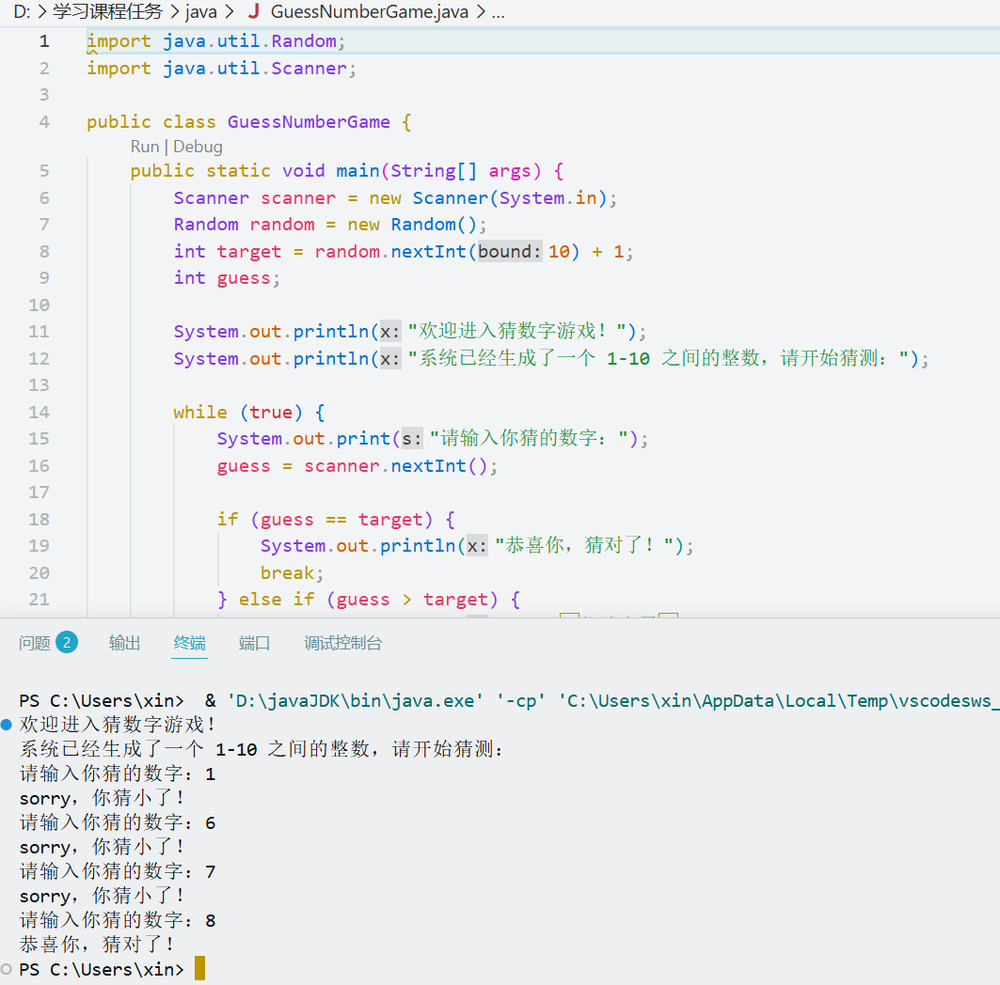 D: > 学习课程任务 > java > J GuessNumberGame.java > ...
1 import java.util.Random;
2 import java.util.Scanner;
3
4 public class GuessNumberGame {
Run | Debug
5 public static void main(String[] args) {
6 Scanner scanner = new Scanner(System.in);
7 Random random = new Random();
8 int target = random.nextInt(bound: 10) + 1;
9 int guess;
10
11 System.out.println(x: "欢迎进入猜数字游戏！");
12 System.out.println(x: "系统已经生成了一个 1-10 之间的整数，请开始猜测：");
13
14 while (true) {
15 System.out.print(s: "请输入你猜的数字：");
16 guess = scanner.nextInt();
17
18 if (guess == target) {
19 System.out.println(x: "恭喜你，猜对了！");
20 break;
21 } else if (guess > target) {
问题 2 输出 终端 端口 调试控制台
PS C:\Users\xin> & 'D:\javaJDK\bin\java.exe' '-cp' 'C:\Users\xin\AppData\Local\Temp\vscodesws_
欢迎进入猜数字游戏！
系统已经生成了一个 1-10 之间的整数，请开始猜测：
请输入你猜的数字：1
sorry，你猜小了！
请输入你猜的数字：6
sorry，你猜小了！
请输入你猜的数字：7
sorry，你猜小了！
请输入你猜的数字：8
恭喜你，猜对了！
PS C:\Users\xin>